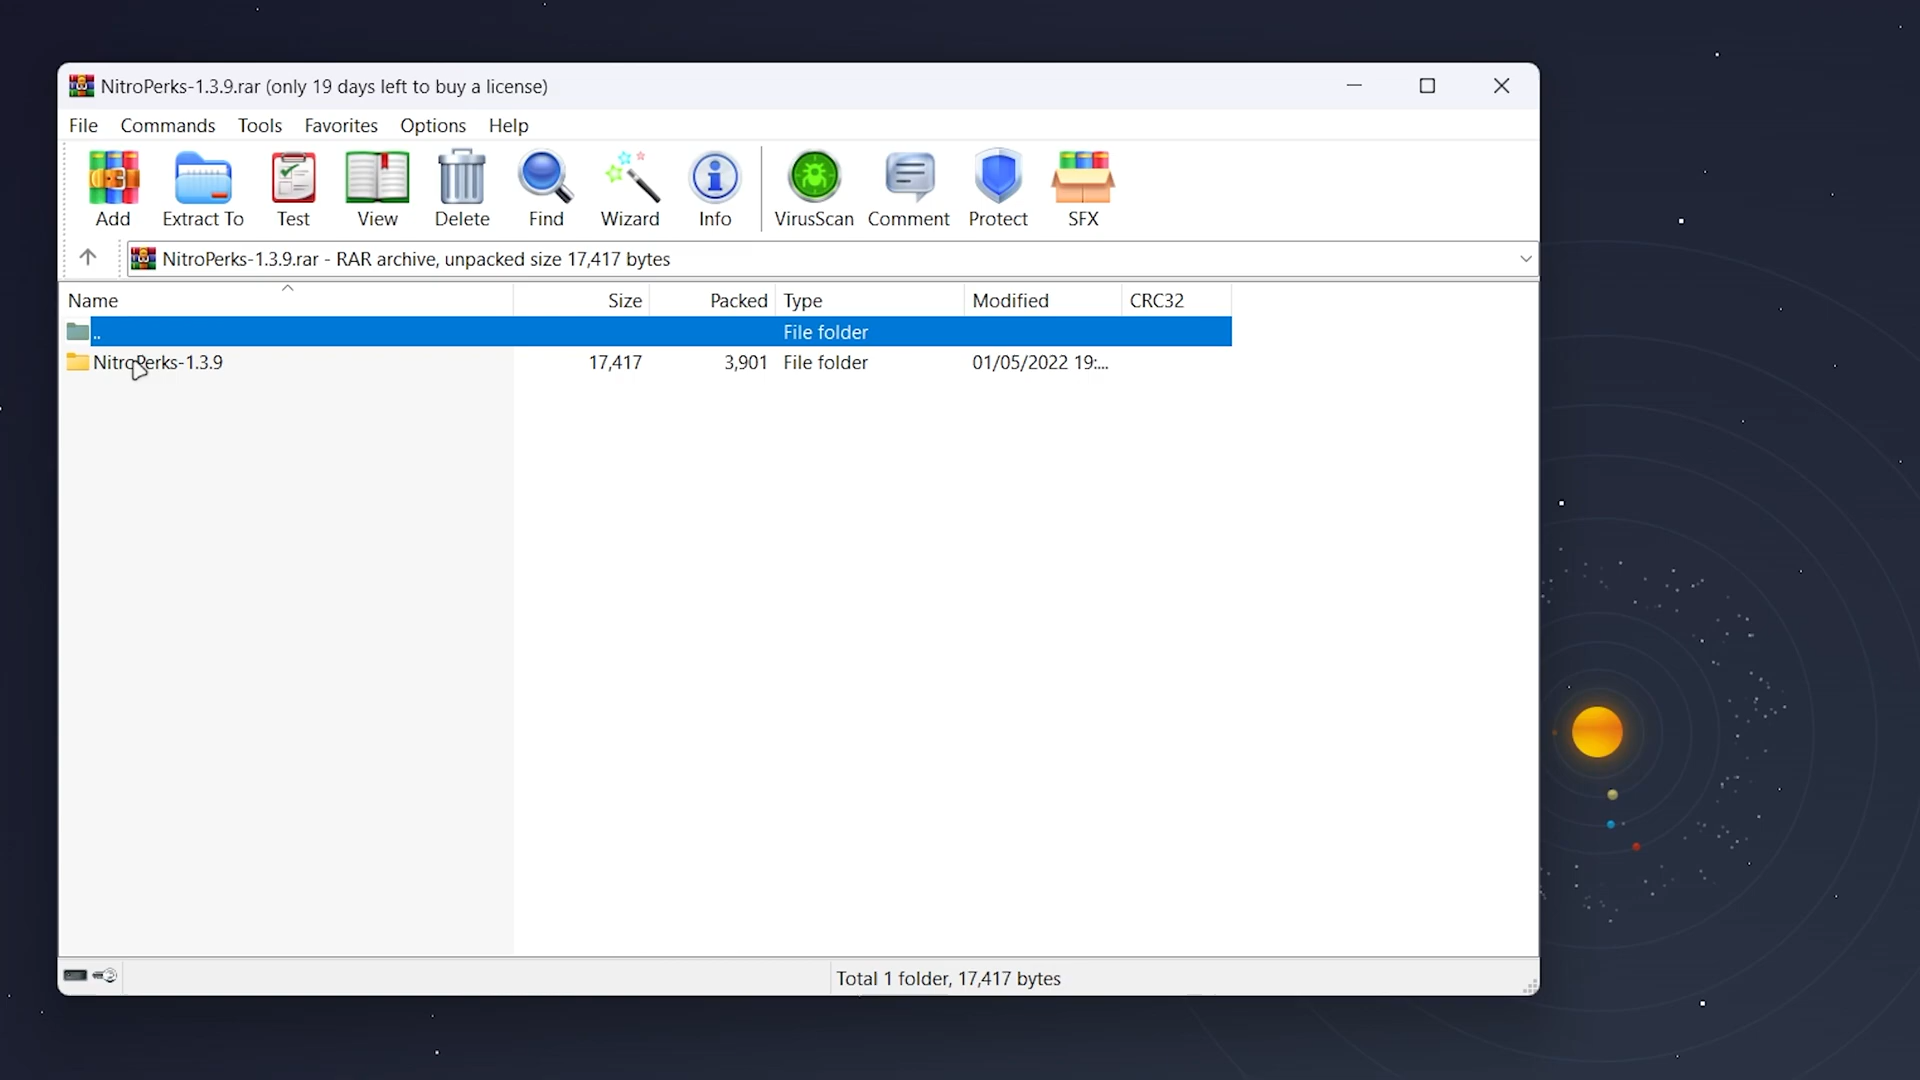 NitroPerks-1.3.9.rar (only 19 days left to buy a license)
File Commands Tools Favorites Options Help
Add Extract To Test View Delete Find Wizard Info VirusScan Comment Protect SFX
NitroPerks-1.3.9.rar - RAR archive, unpacked size 17,417 bytes
Name Size Packed Type Modified CRC32
.. File folder
NitroPerks-1.3.9 17,417 3,901 File folder 01/05/2022 19:...
Total 1 folder, 17,417 bytes